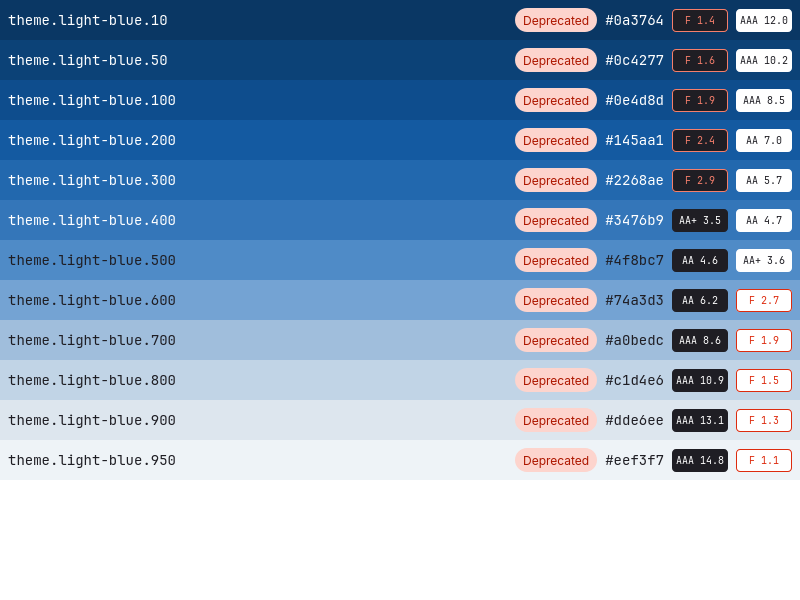 theme.light-blue.10 Deprecated #0a3764 F 1.4 AAA 12.0
theme.light-blue.50 Deprecated #0c4277 F 1.6 AAA 10.2
theme.light-blue.100 Deprecated #0e4d8d F 1.9 AAA 8.5
theme.light-blue.200 Deprecated #145aa1 F 2.4 AA 7.0
theme.light-blue.300 Deprecated #2268ae F 2.9 AA 5.7
theme.light-blue.400 Deprecated #3476b9 AA+ 3.5 AA 4.7
theme.light-blue.500 Deprecated #4f8bc7 AA 4.6 AA+ 3.6
theme.light-blue.600 Deprecated #74a3d3 AA 6.2 F 2.7
theme.light-blue.700 Deprecated #a0bedc AAA 8.6 F 1.9
theme.light-blue.800 Deprecated #c1d4e6 AAA 10.9 F 1.5
theme.light-blue.900 Deprecated #dde6ee AAA 13.1 F 1.3
theme.light-blue.950 Deprecated #eef3f7 AAA 14.8 F 1.1